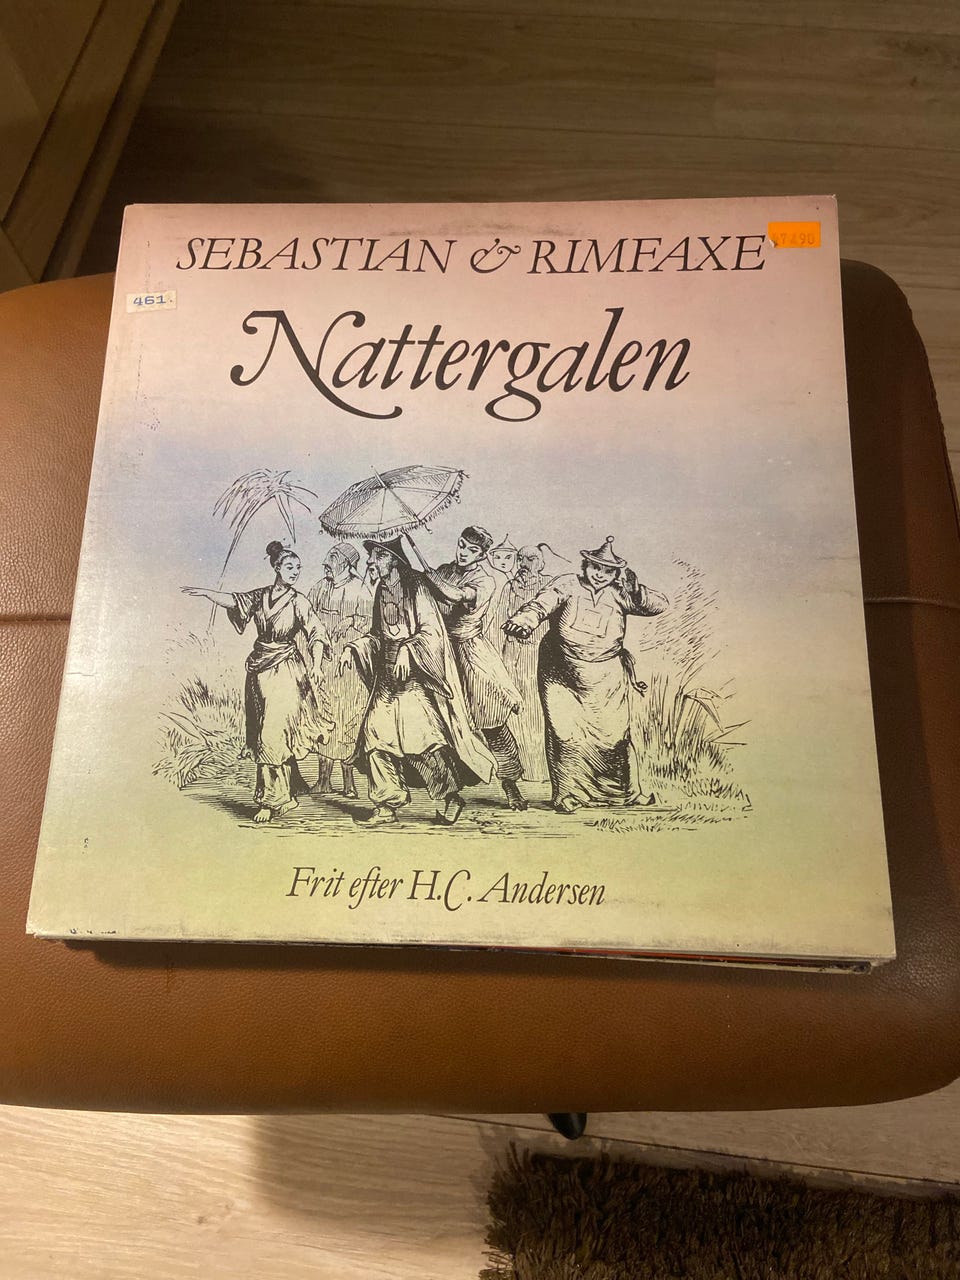 SEBASTIAN & RIMFAXE
461.
Nattergalen
Frit efter H.C. Andersen